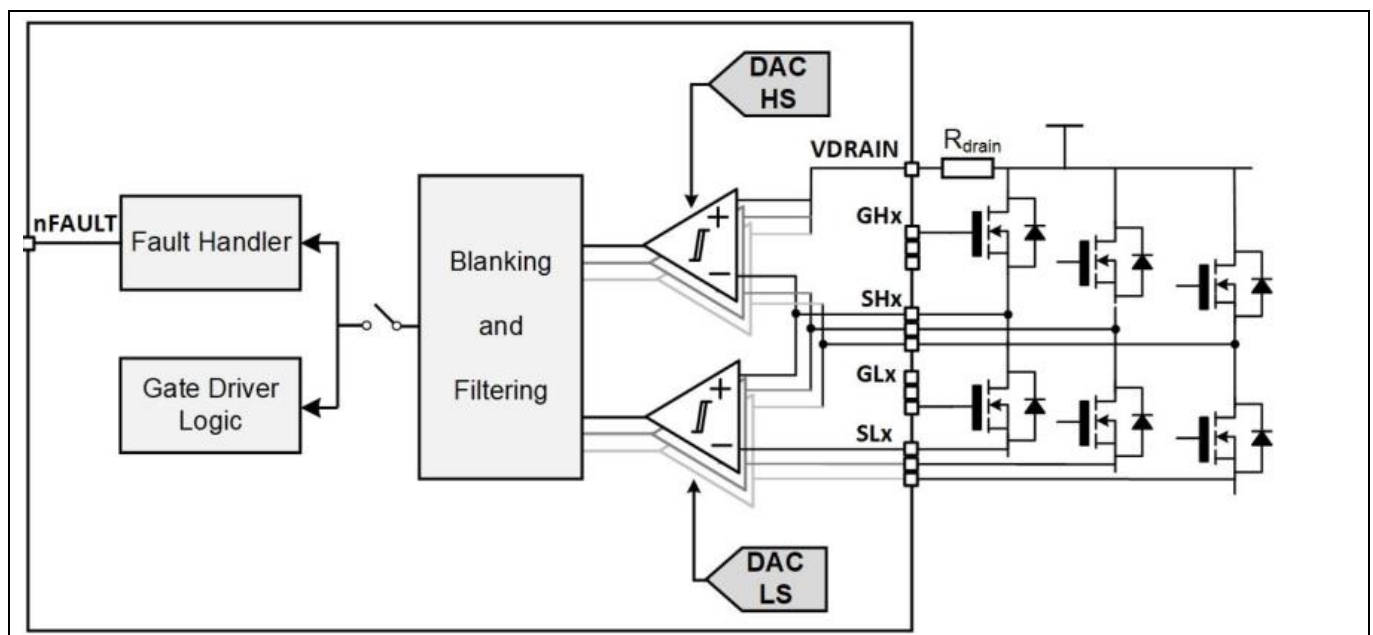 DAC
HS
VDRAIN
Rdrain
GHx
nFAULT
Fault Handler
Blanking
and
Filtering
+
−
SHx
Gate Driver
Logic
+
−
GLx
SLx
DAC
LS